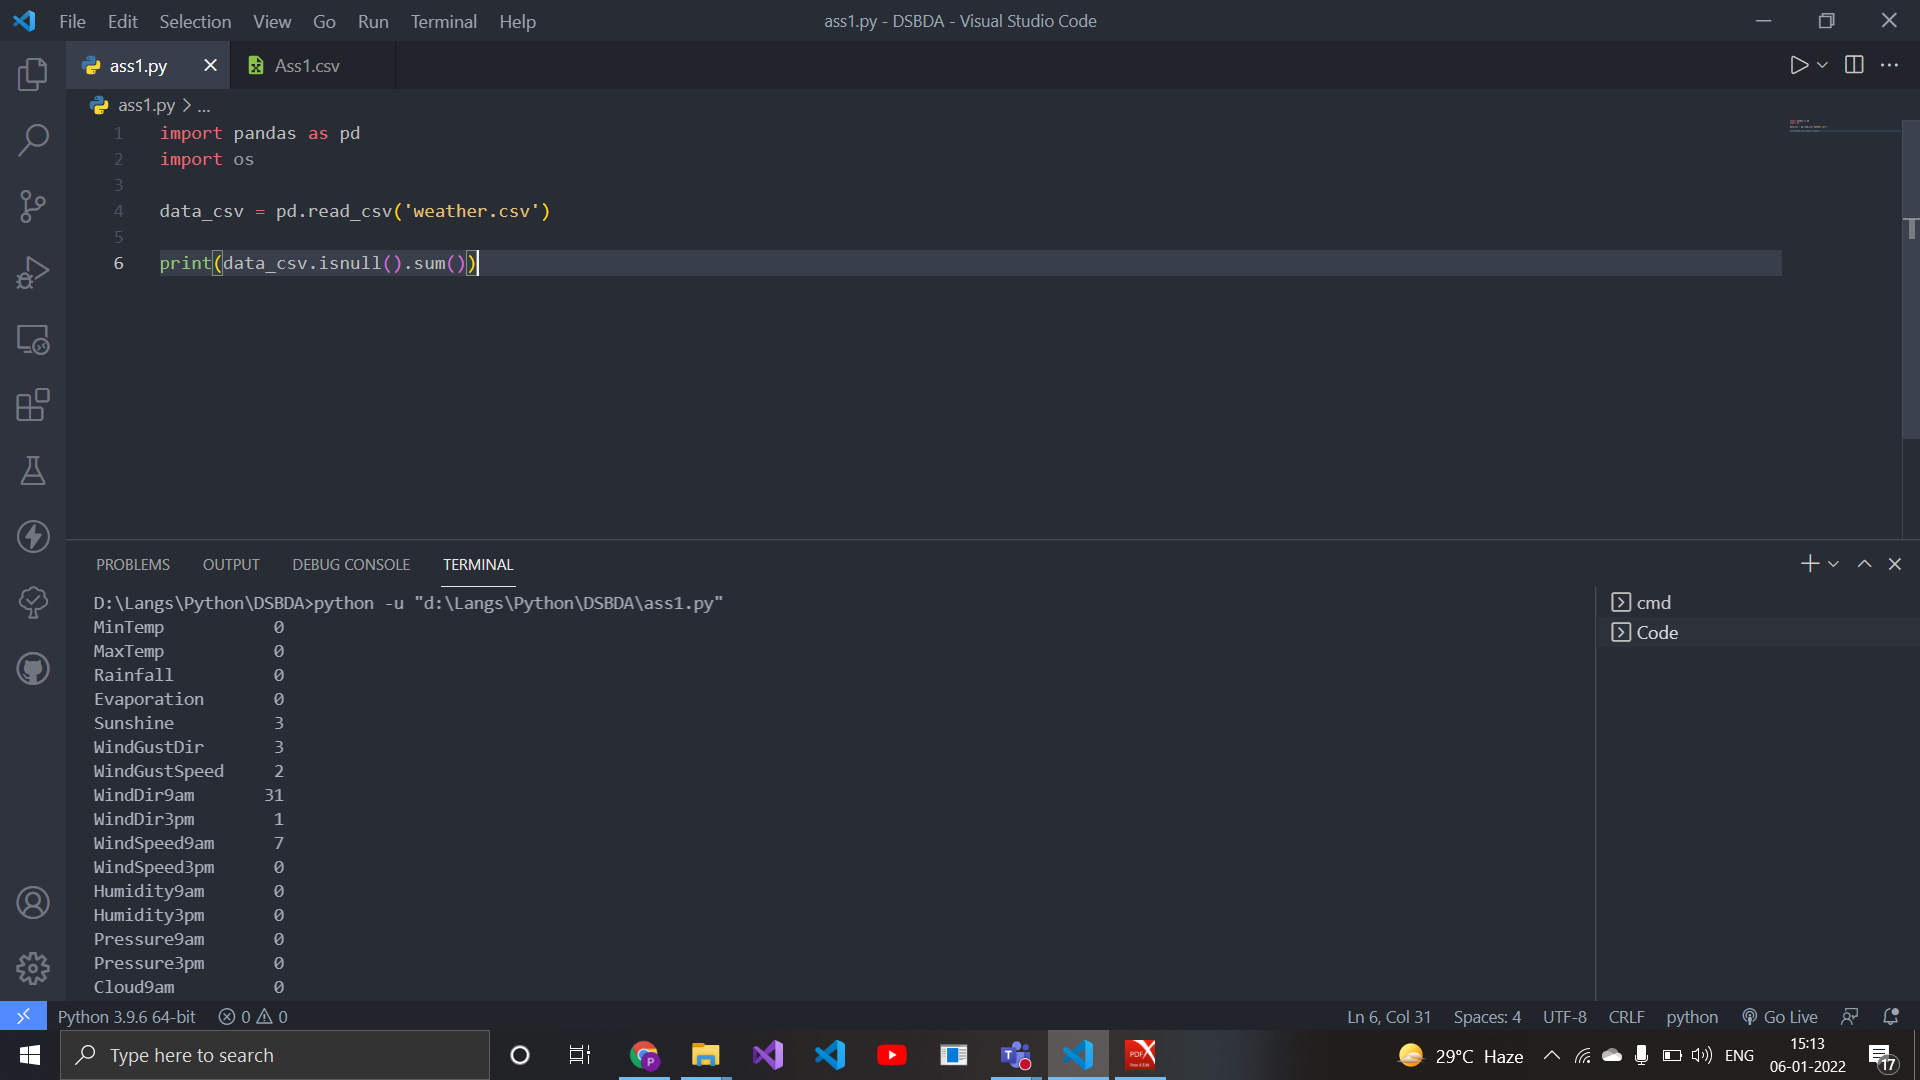 File Edit Selection View Go Run Terminal Help
ass1.py - DSBDA - Visual Studio Code
ass1.py Ass1.csv
ass1.py > ...
1 import pandas as pd
2 import os
3
4 data_csv = pd.read_csv('weather.csv')
5
6 print(data_csv.isnull().sum())
PROBLEMS OUTPUT DEBUG CONSOLE TERMINAL
D:\Langs\Python\DSBDA>python -u "d:\Langs\Python\DSBDA\ass1.py"
MinTemp 0
MaxTemp 0
Rainfall 0
Evaporation 0
Sunshine 3
WindGustDir 3
WindGustSpeed 2
WindDir9am 31
WindDir3pm 1
WindSpeed9am 7
WindSpeed3pm 0
Humidity9am 0
Humidity3pm 0
Pressure9am 0
Pressure3pm 0
Cloud9am 0
cmd
Code
Python 3.9.6 64-bit 0 0
Ln 6, Col 31 Spaces: 4 UTF-8 CRLF python Go Live
Type here to search
P
T
PDF
29°C Haze
ENG
15:13
06-01-2022
17